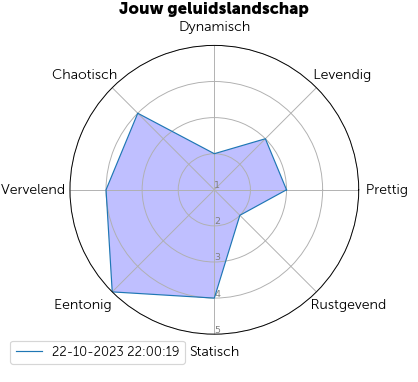 Jouw geluidslandschap
Dynamisch
Chaotisch
Levendig
Vervelend
Prettig
1
2
3
4
5
Eentonig
Rustgevend
Statisch
22-10-2023 22:00:19